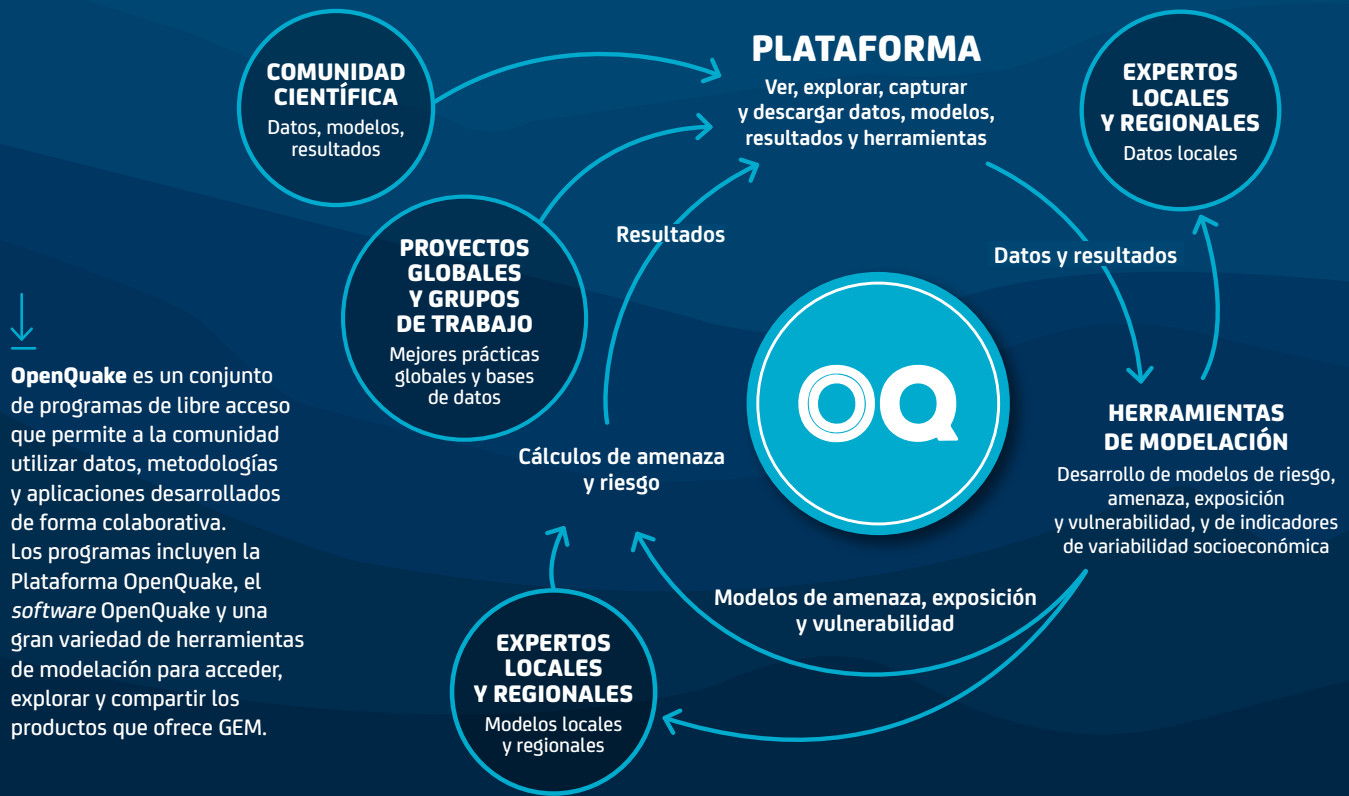 COMUNIDAD
CIENTÍFICA
Datos, modelos,
resultados
PLATAFORMA
Ver, explorar, capturar
y descargar datos, modelos,
resultados y herramientas
EXPERTOS
LOCALES
Y REGIONALES
Datos locales
PROYECTOS
GLOBALES
Y GRUPOS
DE TRABAJO
Mejores prácticas
globales y bases
de datos
Resultados
Datos y resultados
OQ
OpenQuake es un conjunto
de programas de libre acceso
que permite a la comunidad
utilizar datos, metodologías
y aplicaciones desarrollados
de forma colaborativa.
Los programas incluyen la
Plataforma OpenQuake, el
software OpenQuake y una
gran variedad de herramientas
de modelación para acceder,
explorar y compartir los
productos que ofrece GEM.
Cálculos de amenaza
y riesgo
HERRAMIENTAS
DE MODELACIÓN
Desarrollo de modelos de riesgo,
amenaza, exposición
y vulnerabilidad, y de indicadores
de variabilidad socioeconómica
Modelos de amenaza, exposición
y vulnerabilidad
EXPERTOS
LOCALES
Y REGIONALES
Modelos locales
y regionales